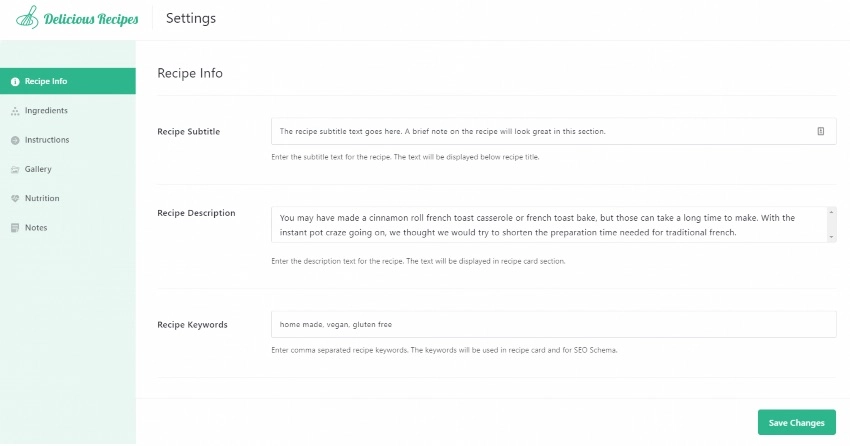 Delicious Recipes
Settings
Recipe Info
Ingredients
Instructions
Gallery
Nutrition
Notes
Recipe Info
Recipe Subtitle
The recipe subtitle text goes here. A brief note on the recipe will look great in this section.
Enter the subtitle text for the recipe. The text will be displayed below recipe title.
Recipe Description
You may have made a cinnamon roll french toast casserole or french toast bake, but those can take a long time to make. With the
instant pot craze going on, we thought we would try to shorten the preparation time needed for traditional french.
Enter the description text for the recipe. The text will be displayed in recipe card section.
Recipe Keywords
home made, vegan, gluten free
Enter comma separated recipe keywords. The keywords will be used in recipe card and for SEO Schema.
Save Changes